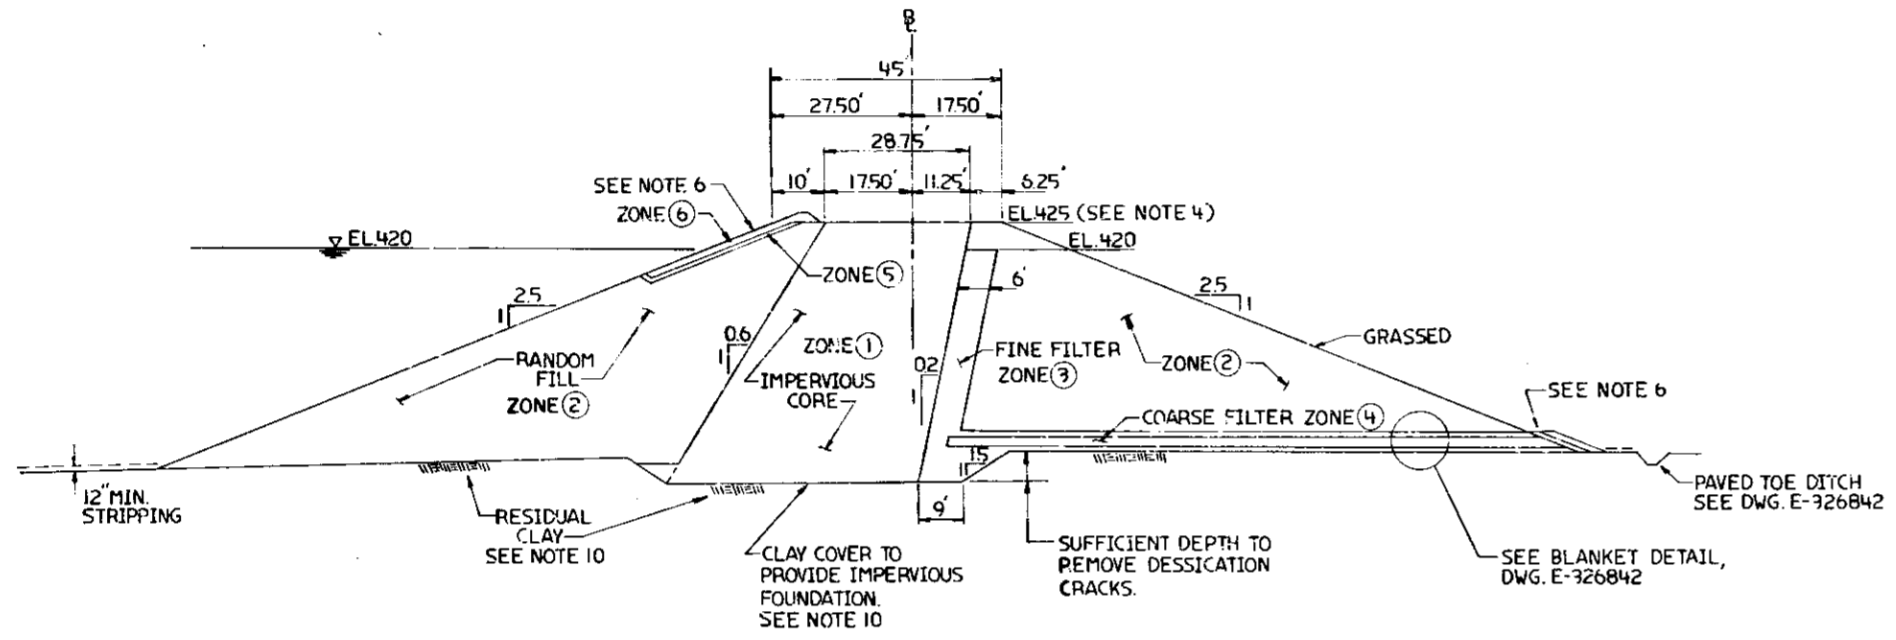 B
45'
27.50' 17.50'
28.75'
10' 17.50' 11.25' 6.25'
SEE NOTE 6
ZONE 6
EL.425 (SEE NOTE 4)
EL.420
EL.420
ZONE 5
6'
2.5
1
2.5
1
0.6
1
ZONE 1
GRASSED
RANDOM
FILL
ZONE 2
IMPERVIOUS
CORE
0.2
1
FINE FILTER
ZONE 3
ZONE 2
SEE NOTE 6
COARSE FILTER ZONE 4
1.5
1
12" MIN.
STRIPPING
RESIDUAL
CLAY
SEE NOTE 10
9'
CLAY COVER TO
PROVIDE IMPERVIOUS
FOUNDATION.
SEE NOTE 10
SUFFICIENT DEPTH TO
REMOVE DESSICATION
CRACKS.
PAVED TOE DITCH
SEE DWG. E-326842
SEE BLANKET DETAIL,
DWG. E-326842